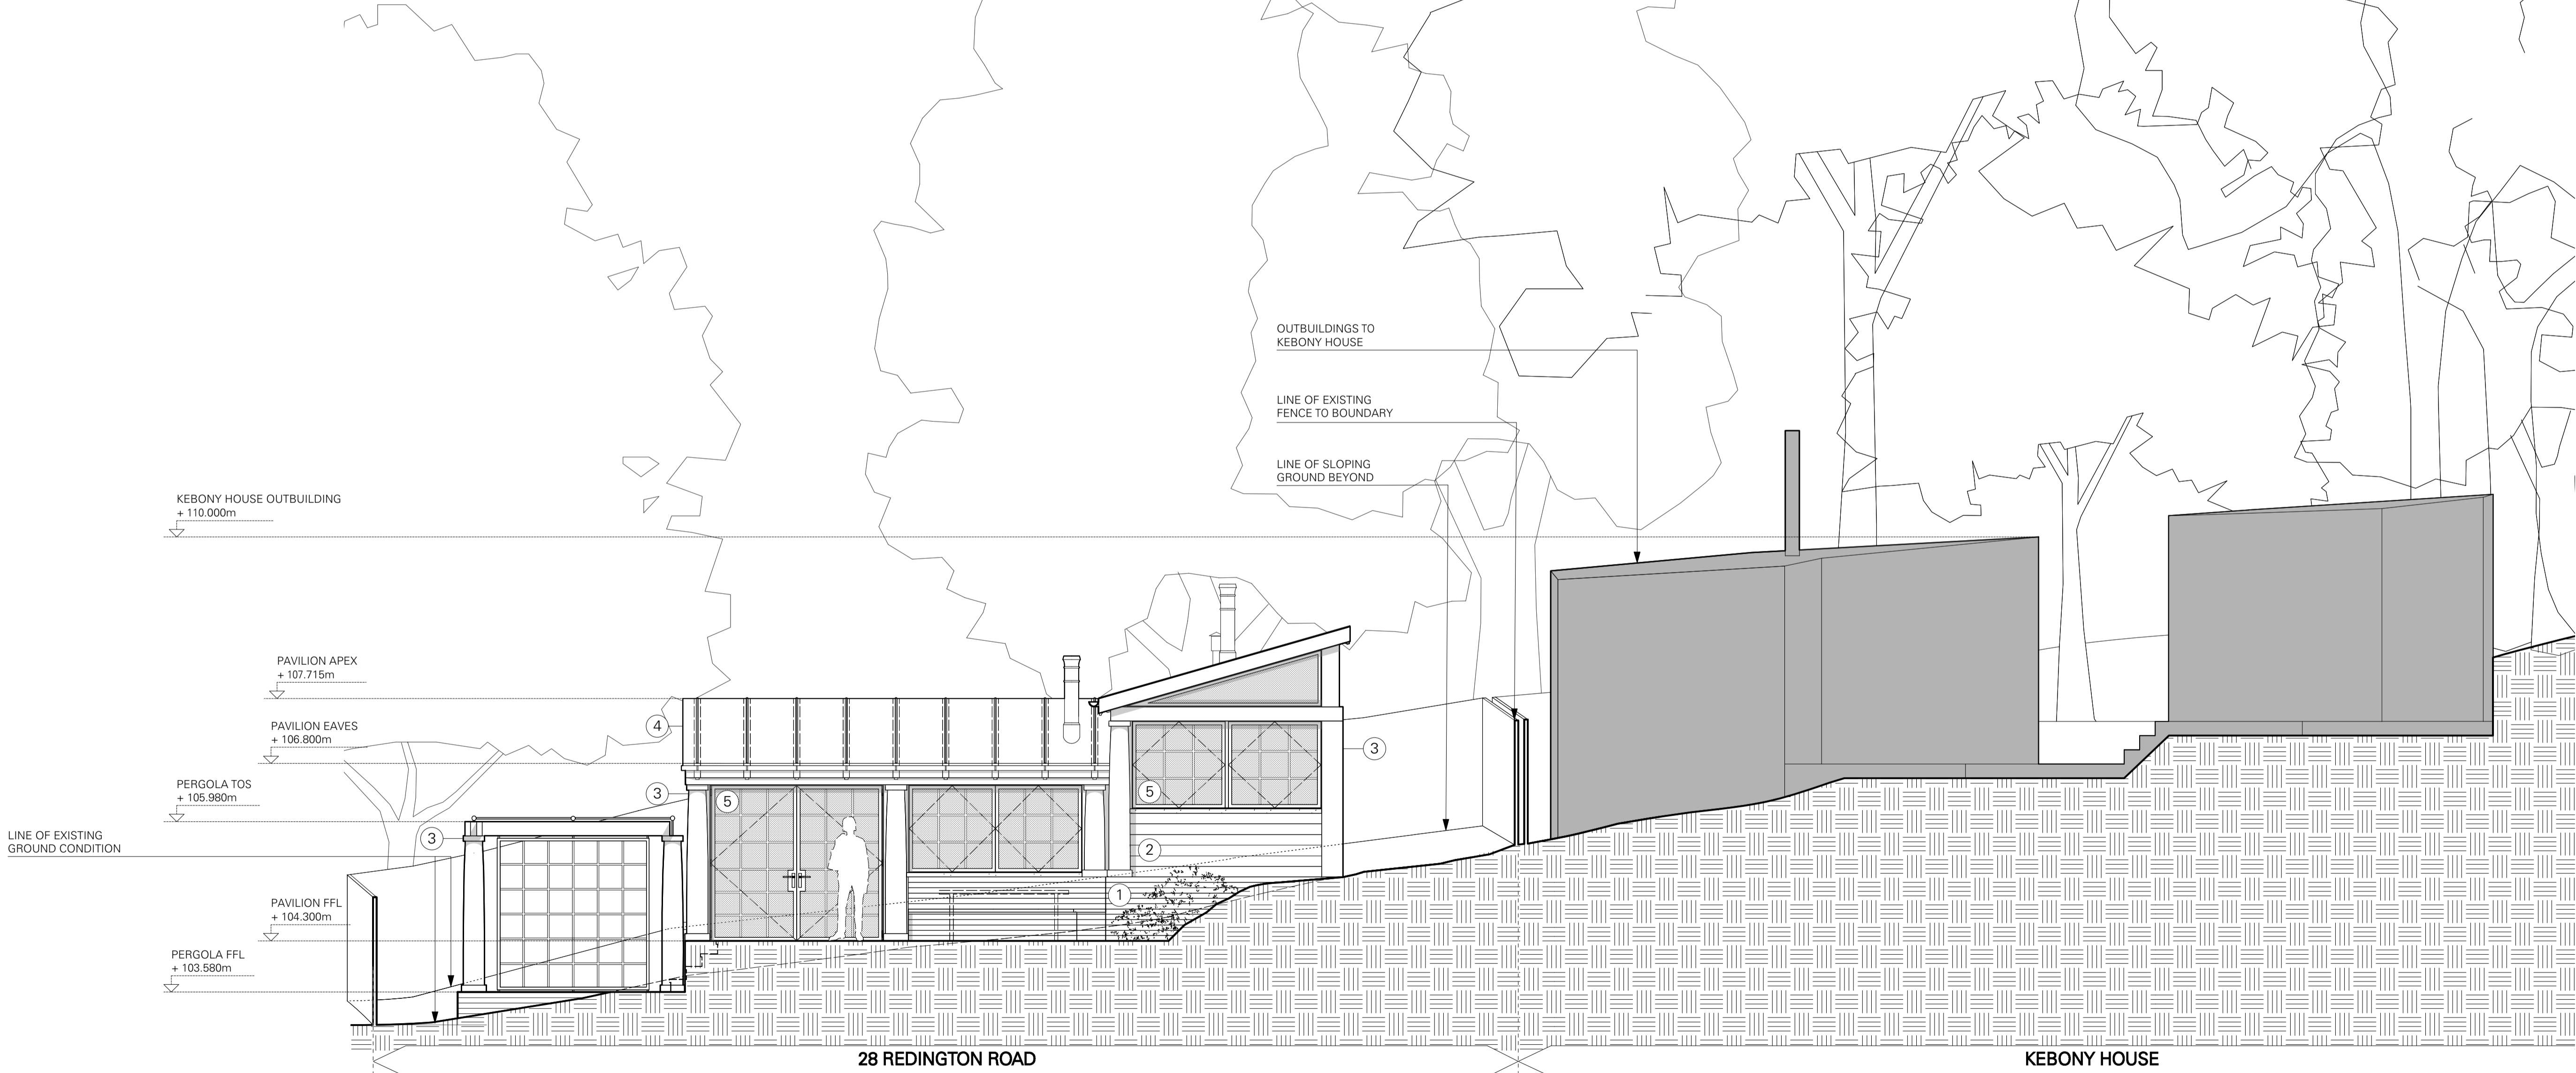 OUTBUILDINGS TO
KEBONY HOUSE
LINE OF EXISTING
FENCE TO BOUNDARY
LINE OF SLOPING
GROUND BEYOND
KEBONY HOUSE OUTBUILDING
+ 110.000m
PAVILION APEX
+ 107.715m
PAVILION EAVES
+ 106.800m
PERGOLA TOS
+ 105.980m
LINE OF EXISTING
GROUND CONDITION
PAVILION FFL
+ 104.300m
PERGOLA FFL
+ 103.580m
4
3
3
5
5
3
2
1
28 REDINGTON ROAD
KEBONY HOUSE